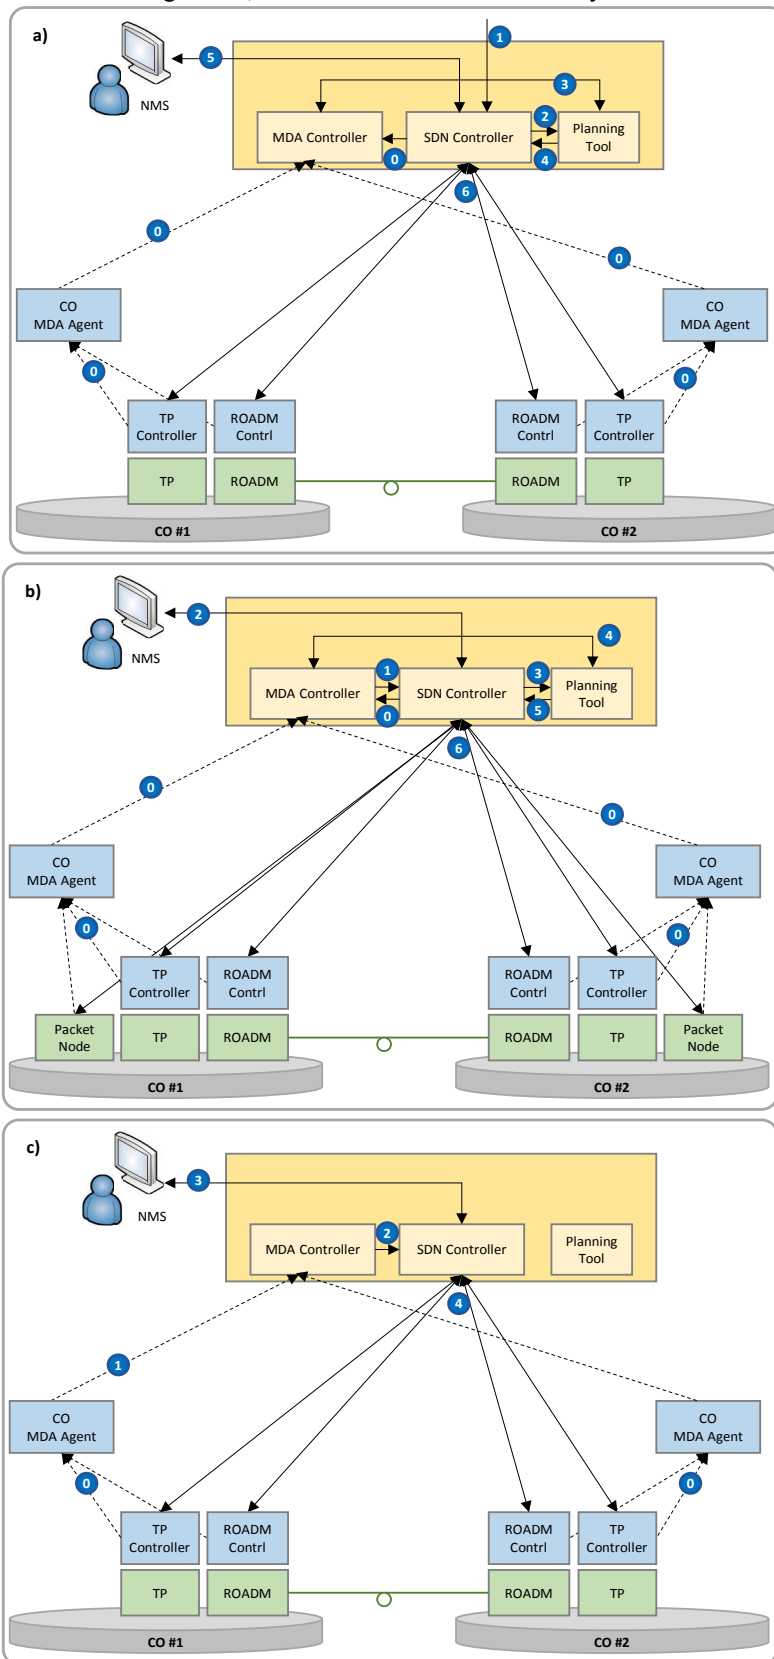 a)
1
5
NMS
3
MDA Controller
SDN Controller
Planning
Tool
2
0
4
6
0
0
CO
MDA Agent
CO
MDA Agent
0
0
TP
Controller
ROADM
Contrl
ROADM
Contrl
TP
Controller
TP
ROADM
ROADM
TP
CO #1
CO #2
b)
2
NMS
4
MDA Controller
SDN Controller
Planning
Tool
1
3
0
5
6
0
0
CO
MDA Agent
CO
MDA Agent
0
0
TP
Controller
ROADM
Contrl
ROADM
Contrl
TP
Controller
Packet
Node
TP
ROADM
ROADM
TP
Packet
Node
CO #1
CO #2
c)
3
NMS
2
MDA Controller
SDN Controller
Planning
Tool
4
1
CO
MDA Agent
CO
MDA Agent
0
0
TP
Controller
ROADM
Contrl
ROADM
Contrl
TP
Controller
TP
ROADM
ROADM
TP
CO #1
CO #2